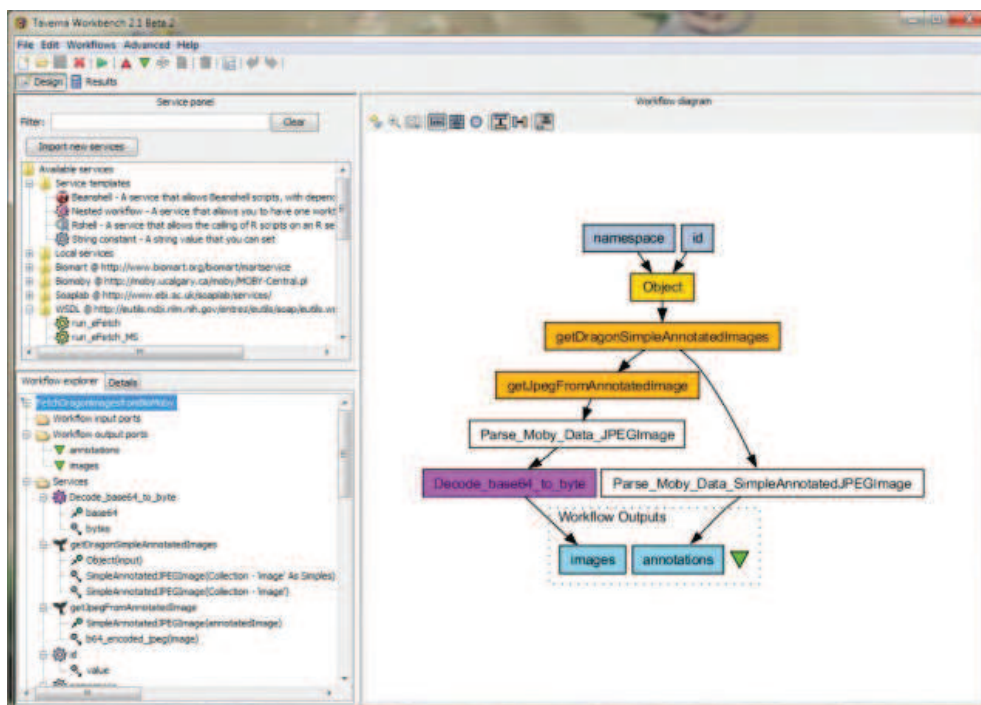 Taverna Workbench 2.1 Beta 2
File Edit Workflows Advanced Help
Design Results
Service panel
Filter: Clear
Import new services
Available services
Service templates
Beanshell - A service that allows Beanshell scripts, with depend
Nested workflow - A service that allows you to have one work
Rshell - A service that allows the calling of R scripts on an R se
String constant - A string value that you can set
Local services
Biomart @ http://www.biomart.org/biomart/martservice
Biomoby @ http://moby.ucalgary.ca/moby/MOBY-Central.pl
Soaplab @ http://www.ebi.ac.uk/soaplab/services/
WSDL @ http://eutils.ncbi.nlm.nih.gov/entrez/eutils/soap/eutils.ws
run_eFetch
run_eFetch_MS
Workflow explorer Details
FetchDragonImagesFromBioMoby
Workflow input ports
Workflow output ports
annotations
images
Services
Decode_base64_to_byte
base64
bytes
getDragonSimpleAnnotatedImages
Object(input)
SimpleAnnotatedJPEGImage(Collection - 'image' As Simples)
SimpleAnnotatedJPEGImage(Collection - 'image')
getJpegFromAnnotatedImage
SimpleAnnotatedJPEGImage(annotatedImage)
b64_encoded_jpeg(image)
id
value
Workflow diagram
namespace id
Object
getDragonSimpleAnnotatedImages
getJpegFromAnnotatedImage
Parse_Moby_Data_JPEGImage
Decode_base64_to_byte Parse_Moby_Data_SimpleAnnotatedJPEGImage
Workflow Outputs
images annotations